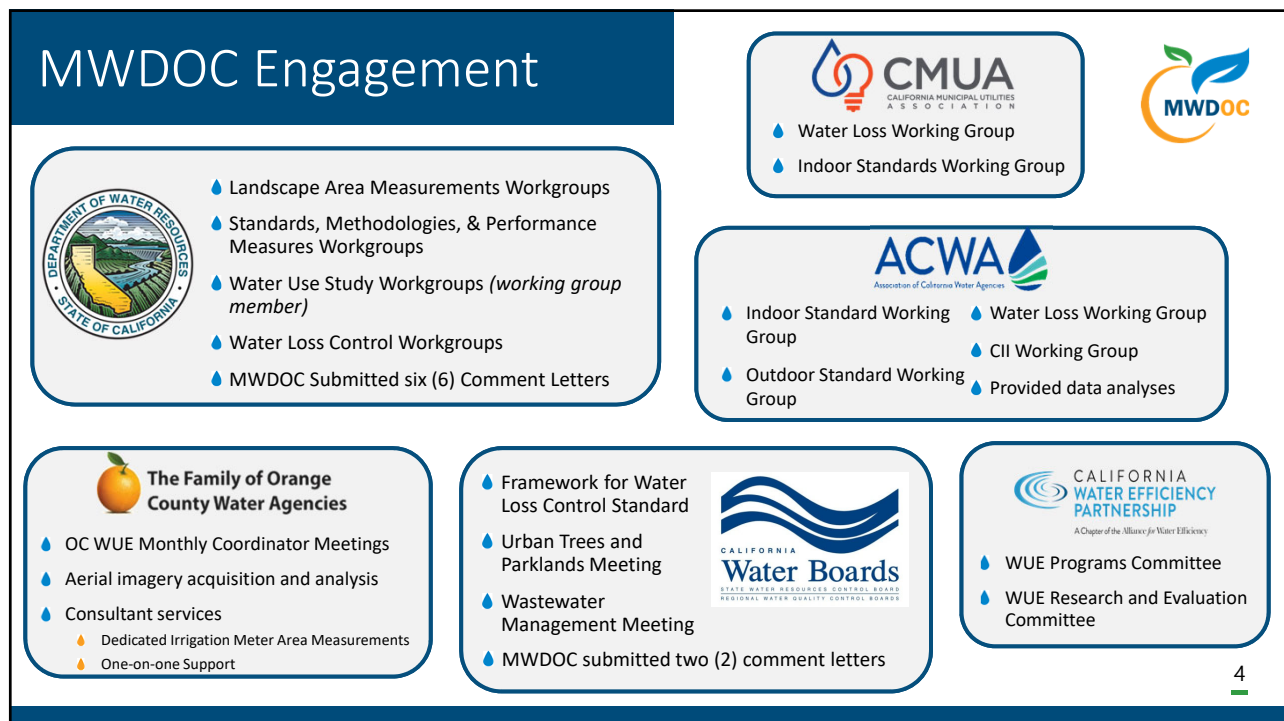 MWDOC Engagement
CMUA
CALIFORNIA MUNICIPAL UTILITIES
ASSOCIATION
Water Loss Working Group
Indoor Standards Working Group
MWDOC
DEPARTMENT OF WATER RESOURCES
STATE OF CALIFORNIA
Landscape Area Measurements Workgroups
Standards, Methodologies, & Performance
Measures Workgroups
Water Use Study Workgroups (working group
member)
Water Loss Control Workgroups
MWDOC Submitted six (6) Comment Letters
ACWA
Association of California Water Agencies
Indoor Standard Working
Group
Outdoor Standard Working
Group
Water Loss Working Group
CII Working Group
Provided data analyses
The Family of Orange
County Water Agencies
OC WUE Monthly Coordinator Meetings
Aerial imagery acquisition and analysis
Consultant services
Dedicated Irrigation Meter Area Measurements
One-on-one Support
Framework for Water
Loss Control Standard
Urban Trees and
Parklands Meeting
Wastewater
Management Meeting
MWDOC submitted two (2) comment letters
CALIFORNIA
Water Boards
STATE WATER RESOURCES CONTROL BOARD
REGIONAL WATER QUALITY CONTROL BOARDS
CALIFORNIA
WATER EFFICIENCY
PARTNERSHIP
A Chapter of the Alliance for Water Efficiency
WUE Programs Committee
WUE Research and Evaluation
Committee
4